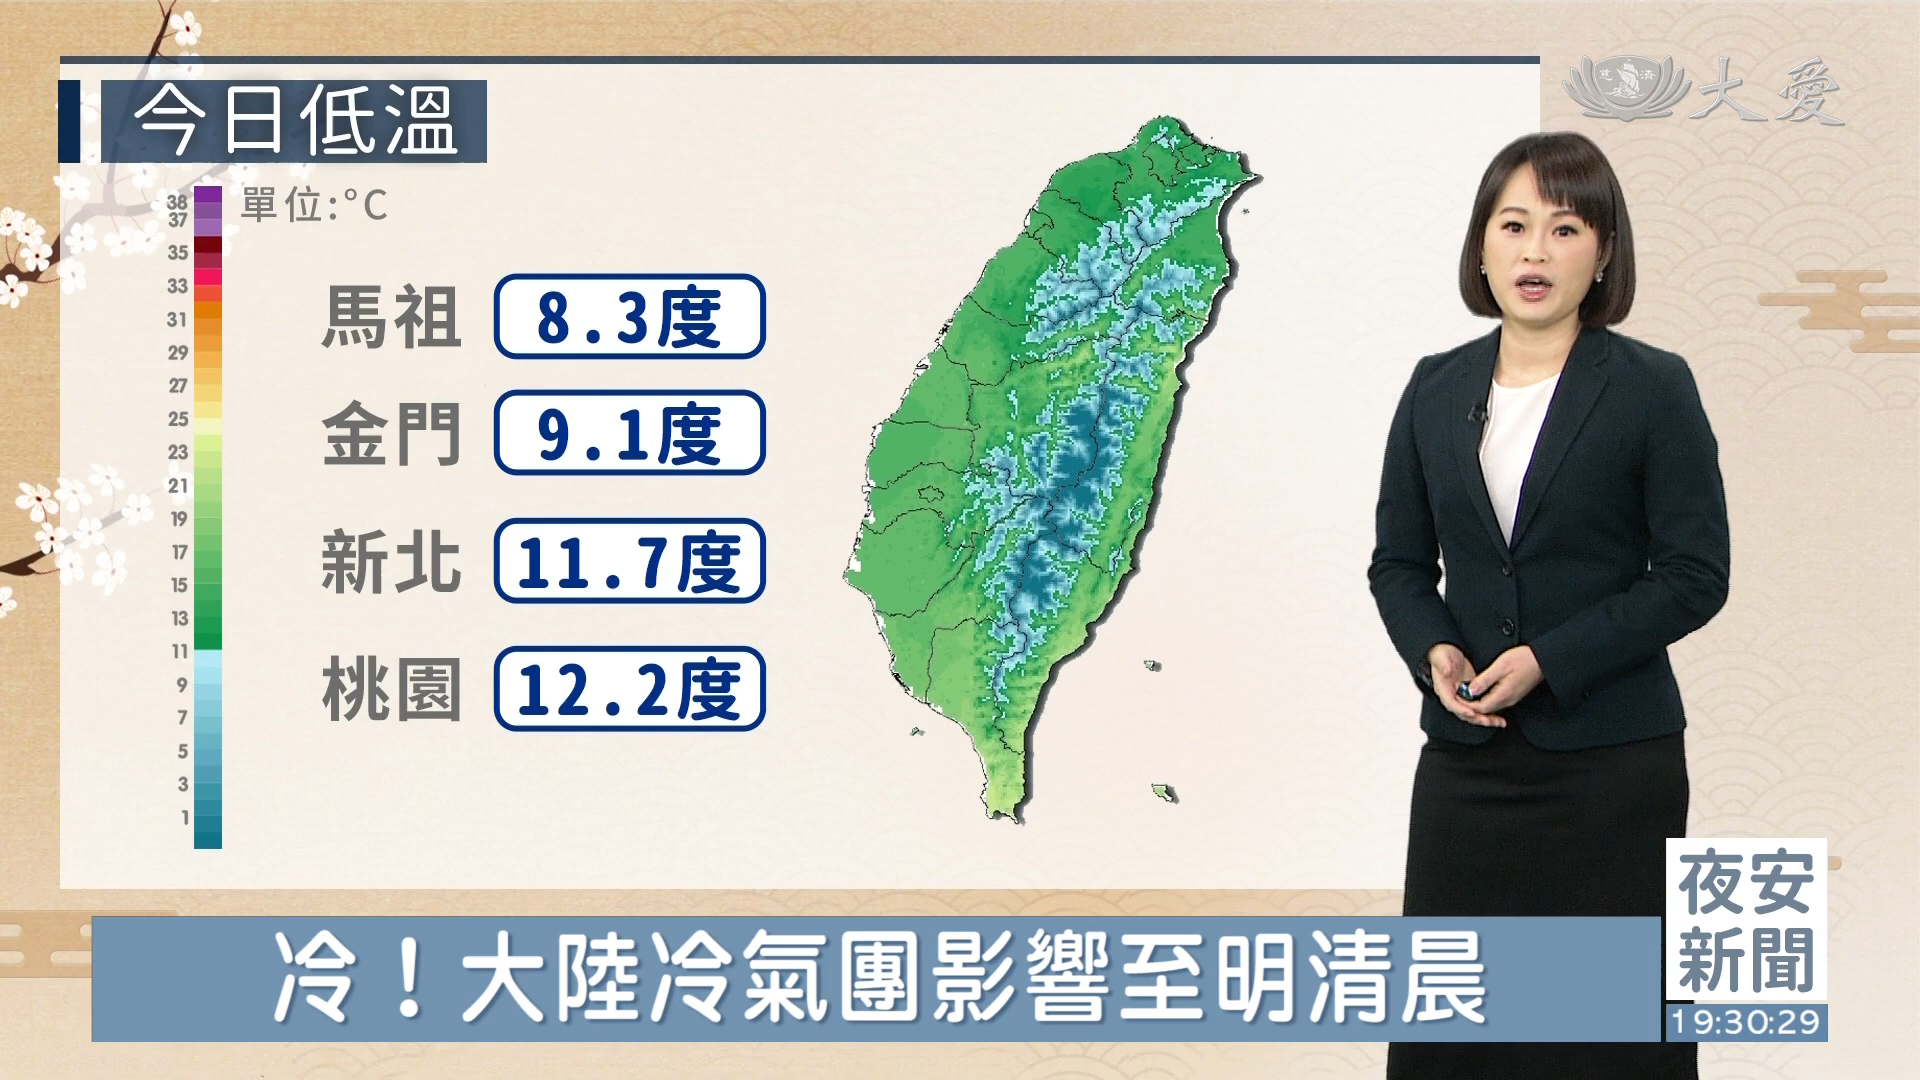 今日低溫
單位:°C
38
37
35
33
31
29
27
25
23
21
19
17
15
13
11
9
7
5
3
1
馬祖 8.3度
金門 9.1度
新北 11.7度
桃園 12.2度
慈濟
大愛
冷！大陸冷氣團影響至明清晨
夜安
新聞
19:30:29